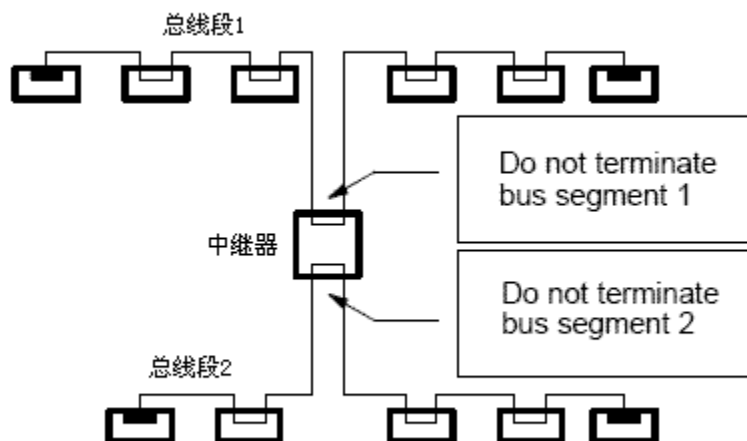 总线段1
Do not terminate
bus segment 1
中继器
Do not terminate
bus segment 2
总线段2